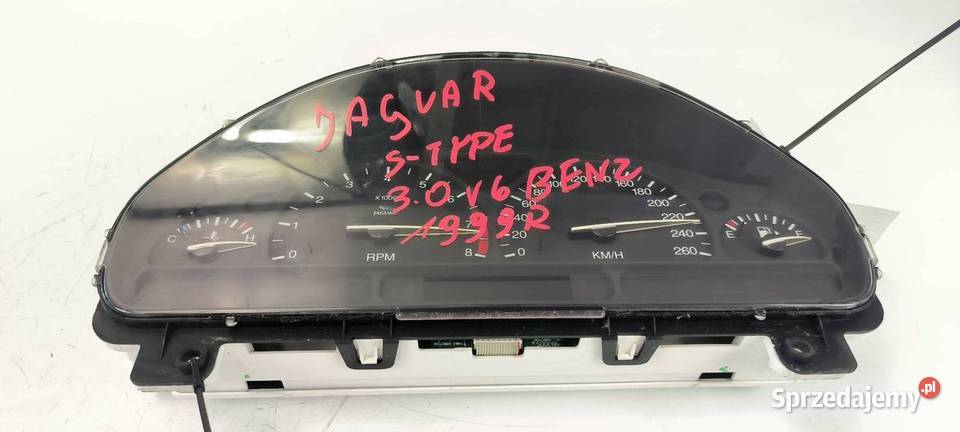 JAGUAR
S-TYPE
3.0 V6 BENZ
1999R
0 1 2 3 4 5 6 7 8
X1000
JAGUAR
RPM
C H
0 20 40 60 80 100 120 140 160 180 200 220 240 260
KM/H
E F
Sprzedajemy.pl